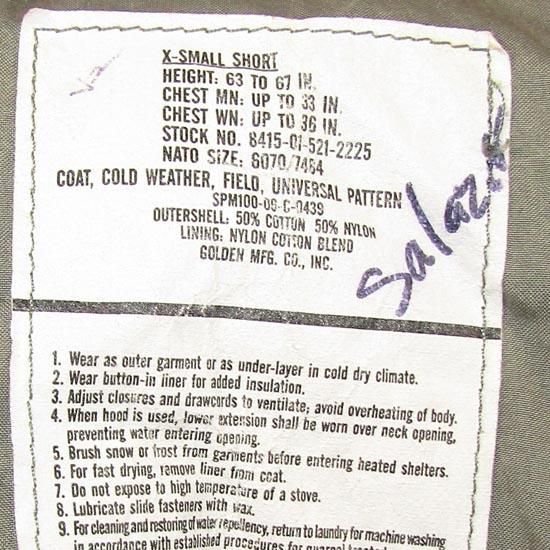 X-SMALL SHORT
HEIGHT: 63 TO 67 IN.
CHEST MN: UP TO 33 IN.
CHEST WN: UP TO 36 IN.
STOCK NO. 8415-01-521-2225
NATO SIZE: 6070/7484
COAT, COLD WEATHER, FIELD, UNIVERSAL PATTERN
SPM100-06-C-0439
OUTERSHELL: 50% COTTON 50% NYLON
LINING: NYLON COTTON BLEND
GOLDEN MFG. CO., INC.
Salazar
1. Wear as outer garment or as under-layer in cold dry climate.
2. Wear button-in liner for added insulation.
3. Adjust closures and drawcords to ventilate; avoid overheating of body.
4. When hood is used, lower extension shall be worn over neck opening,
preventing water entering opening.
5. Brush snow or frost from garments before entering heated shelters.
6. For fast drying, remove liner from coat.
7. Do not expose to high temperature of a stove.
8. Lubricate slide fasteners with wax.
9. For cleaning and restoring of water repellency, return to laundry for machine washing
in accordance with established procedures for quarpel treated